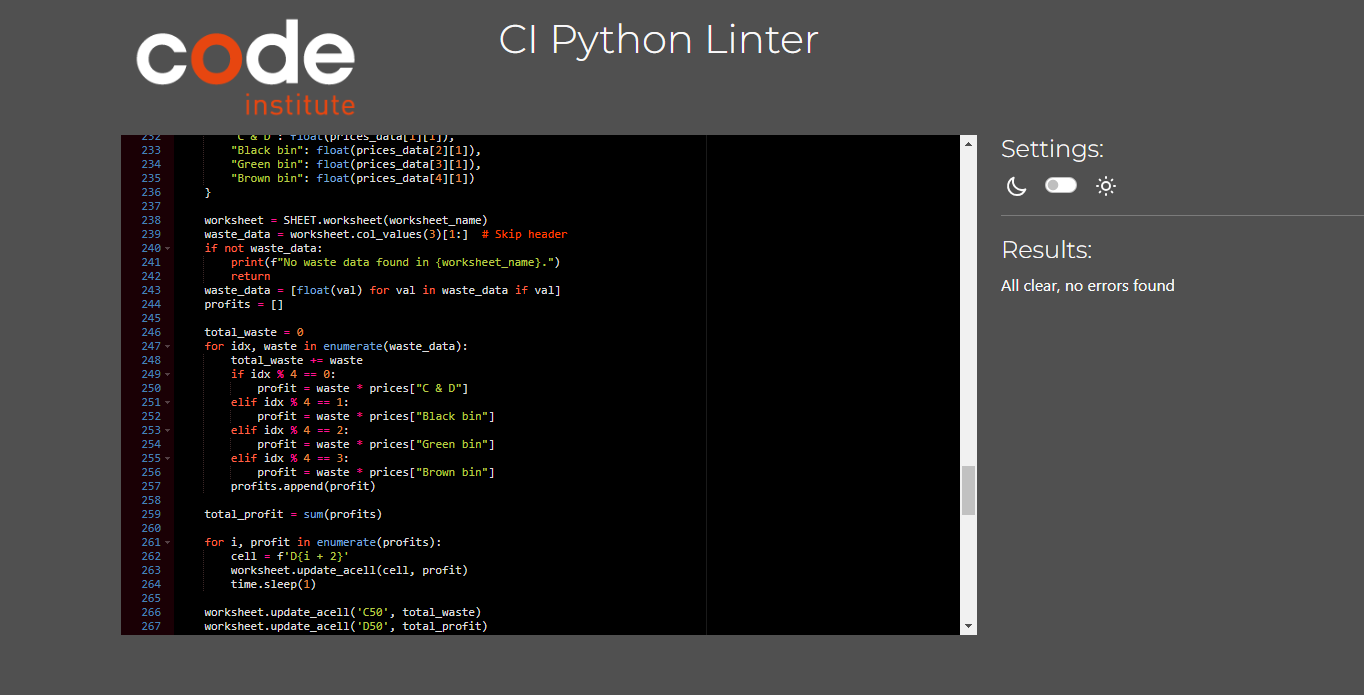 code
institute
CI Python Linter
232 "C & D": float(prices_data[1][1]),
233 "Black bin": float(prices_data[2][1]),
234 "Green bin": float(prices_data[3][1]),
235 "Brown bin": float(prices_data[4][1])
236 }
237
238 worksheet = SHEET.worksheet(worksheet_name)
239 waste_data = worksheet.col_values(3)[1:]  # Skip header
240 if not waste_data:
241 print(f"No waste data found in {worksheet_name}.")
242 return
243 waste_data = [float(val) for val in waste_data if val]
244 profits = []
245
246 total_waste = 0
247 for idx, waste in enumerate(waste_data):
248 total_waste += waste
249 if idx % 4 == 0:
250 profit = waste * prices["C & D"]
251 elif idx % 4 == 1:
252 profit = waste * prices["Black bin"]
253 elif idx % 4 == 2:
254 profit = waste * prices["Green bin"]
255 elif idx % 4 == 3:
256 profit = waste * prices["Brown bin"]
257 profits.append(profit)
258
259 total_profit = sum(profits)
260
261 for i, profit in enumerate(profits):
262 cell = f'D{i + 2}'
263 worksheet.update_acell(cell, profit)
264 time.sleep(1)
265
266 worksheet.update_acell('C50', total_waste)
267 worksheet.update_acell('D50', total_profit)
Settings:
Results:
All clear, no errors found